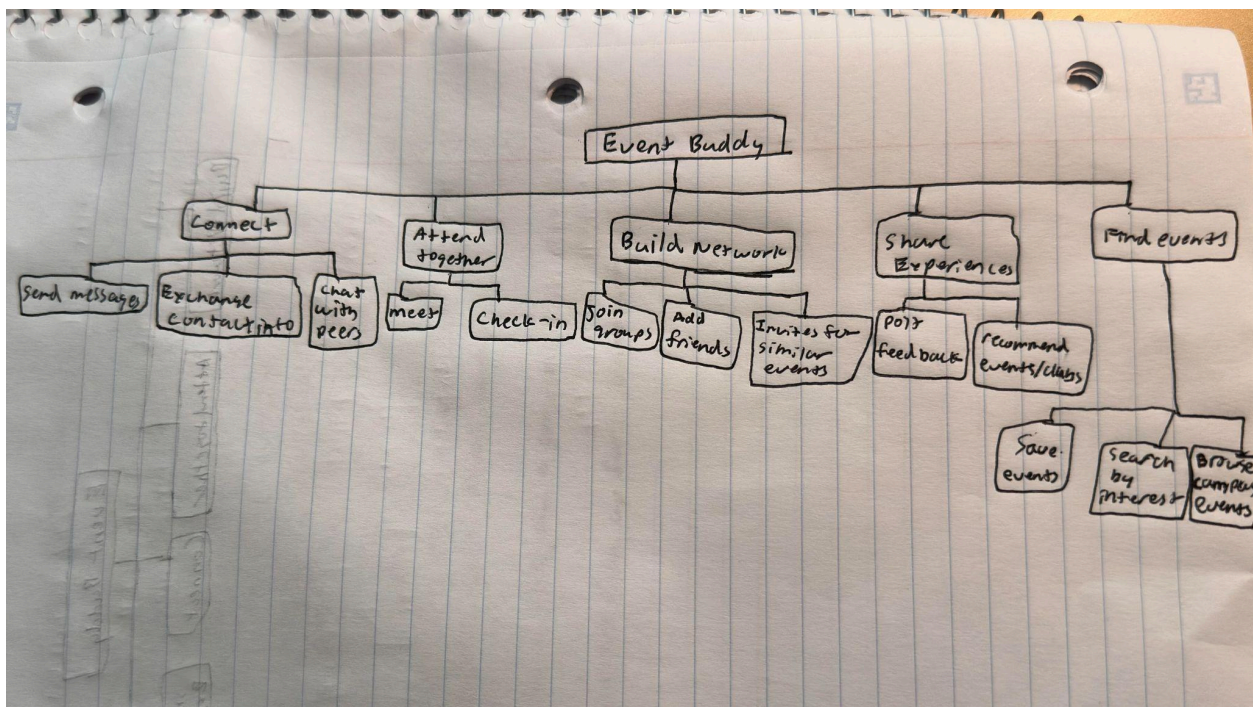 Event Buddy
Connect
Attend
together
Build Network
Share
Experiences
Find events
Send messages
Exchange
contact info
Chat
with
peers
meet
Check-in
Join
groups
Add
friends
Invites for
similar
events
post
feedback
recommend
events/class
Save
events
Search
by
interest
Browse
campus
events